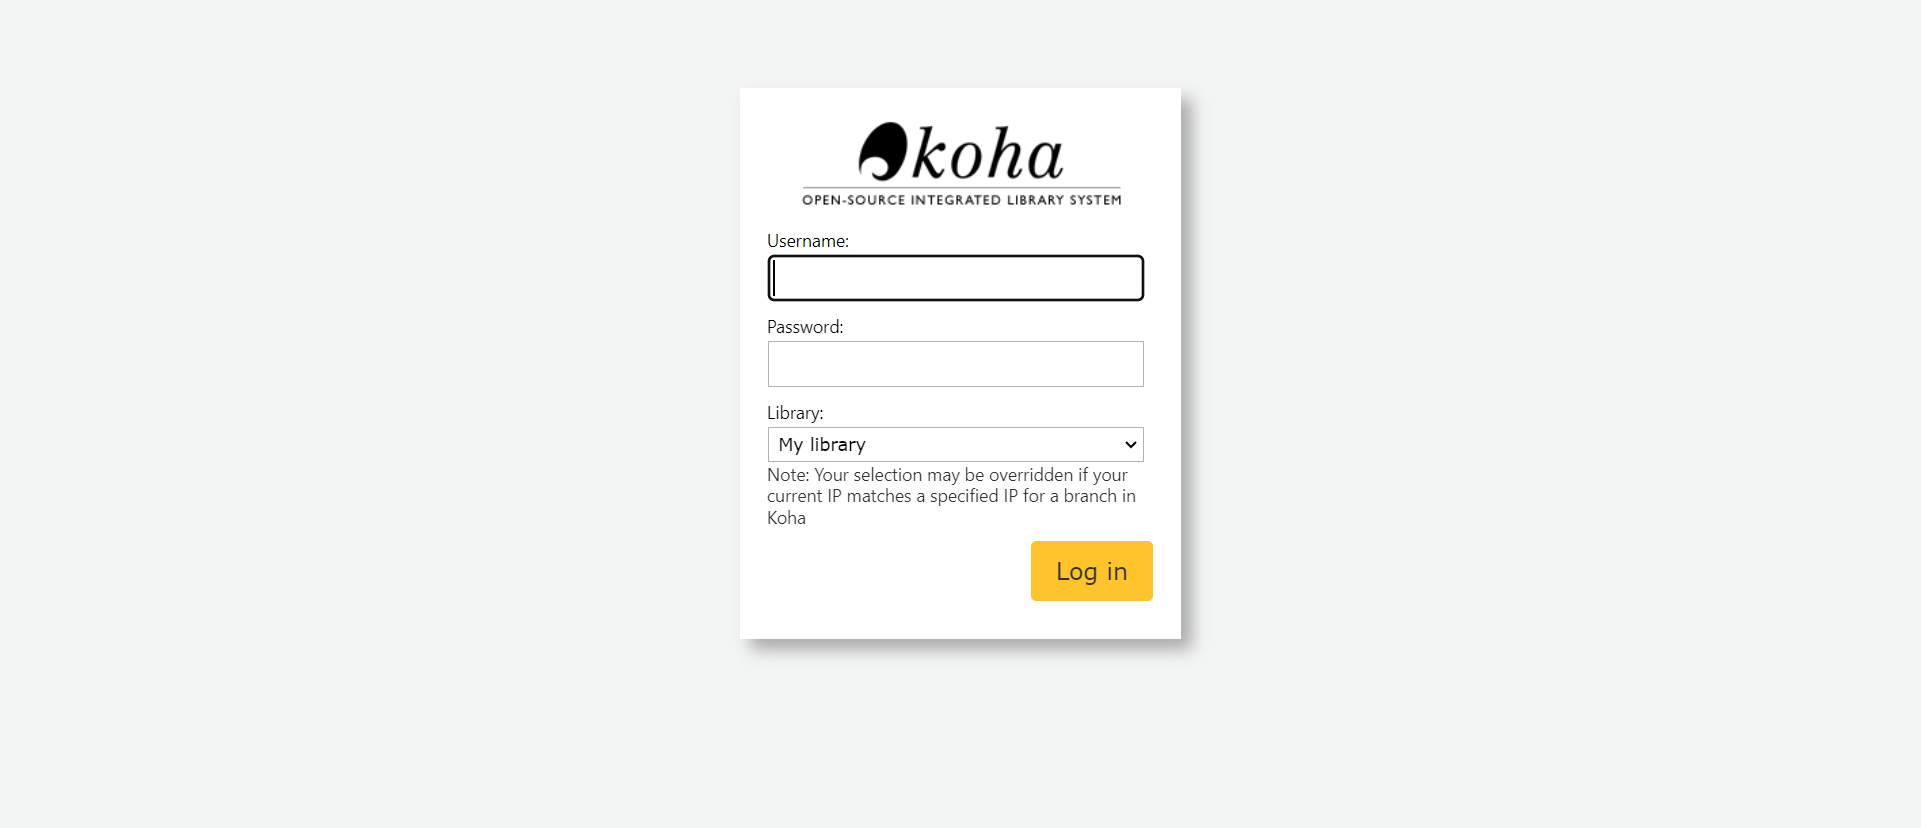 koha
OPEN-SOURCE INTEGRATED LIBRARY SYSTEM
Username:
Password:
Library:
My library
Note: Your selection may be overridden if your
current IP matches a specified IP for a branch in
Koha
Log in